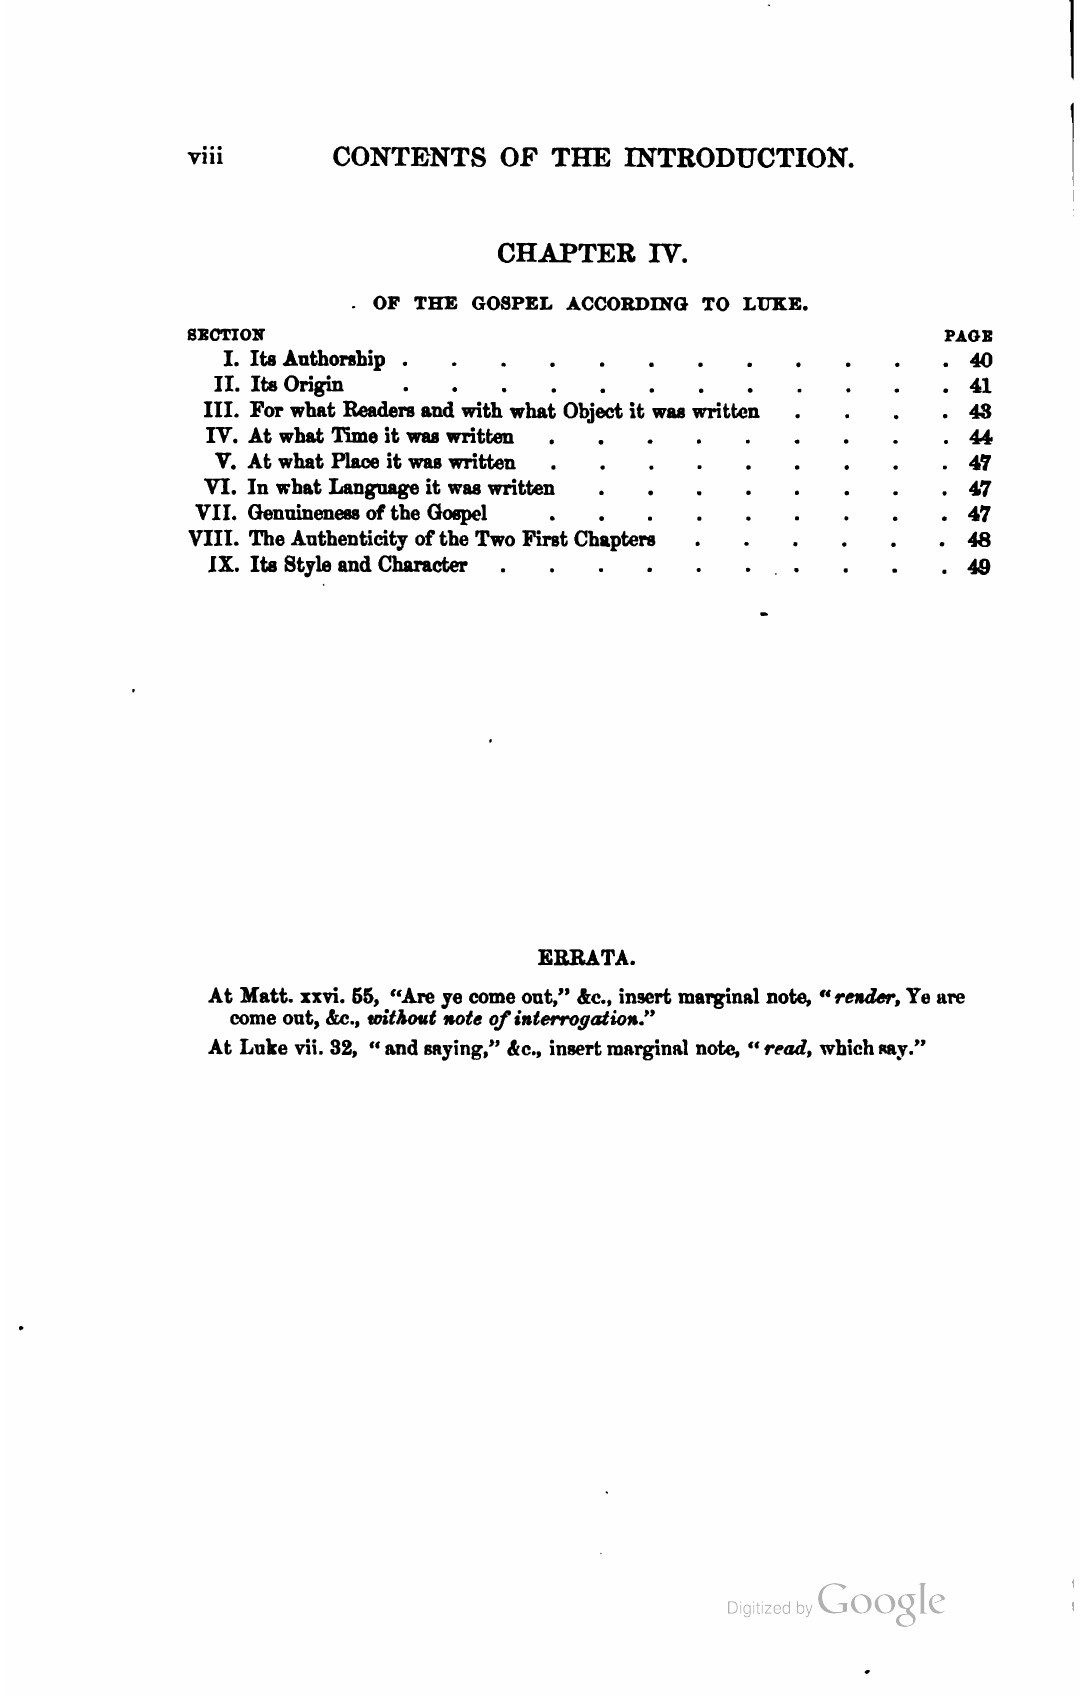 viii CONTENTS OF THE INTRODUCTION.
CHAPTER IV.
OF THE GOSPEL ACCORDING TO LUKE.
SECTION PAGE
I. Its Authorship . . . . . . . . . . . . 40
II. Its Origin . . . . . . . . . . . . 41
III. For what Readers and with what Object it was written . . . . 43
IV. At what Time it was written . . . . . . . . . 44
V. At what Place it was written . . . . . . . . . 47
VI. In what Language it was written . . . . . . . . 47
VII. Genuineness of the Gospel . . . . . . . . . 47
VIII. The Authenticity of the Two First Chapters . . . . . . 48
IX. Its Style and Character . . . . . . . . . . 49
ERRATA.
At Matt. xxvi. 55, “Are ye come out,” &c., insert marginal note, “render, Ye are
come out, &c., without note of interrogation.”
At Luke vii. 32, “and saying,” &c., insert marginal note, “read, which say.”
Digitized by Google